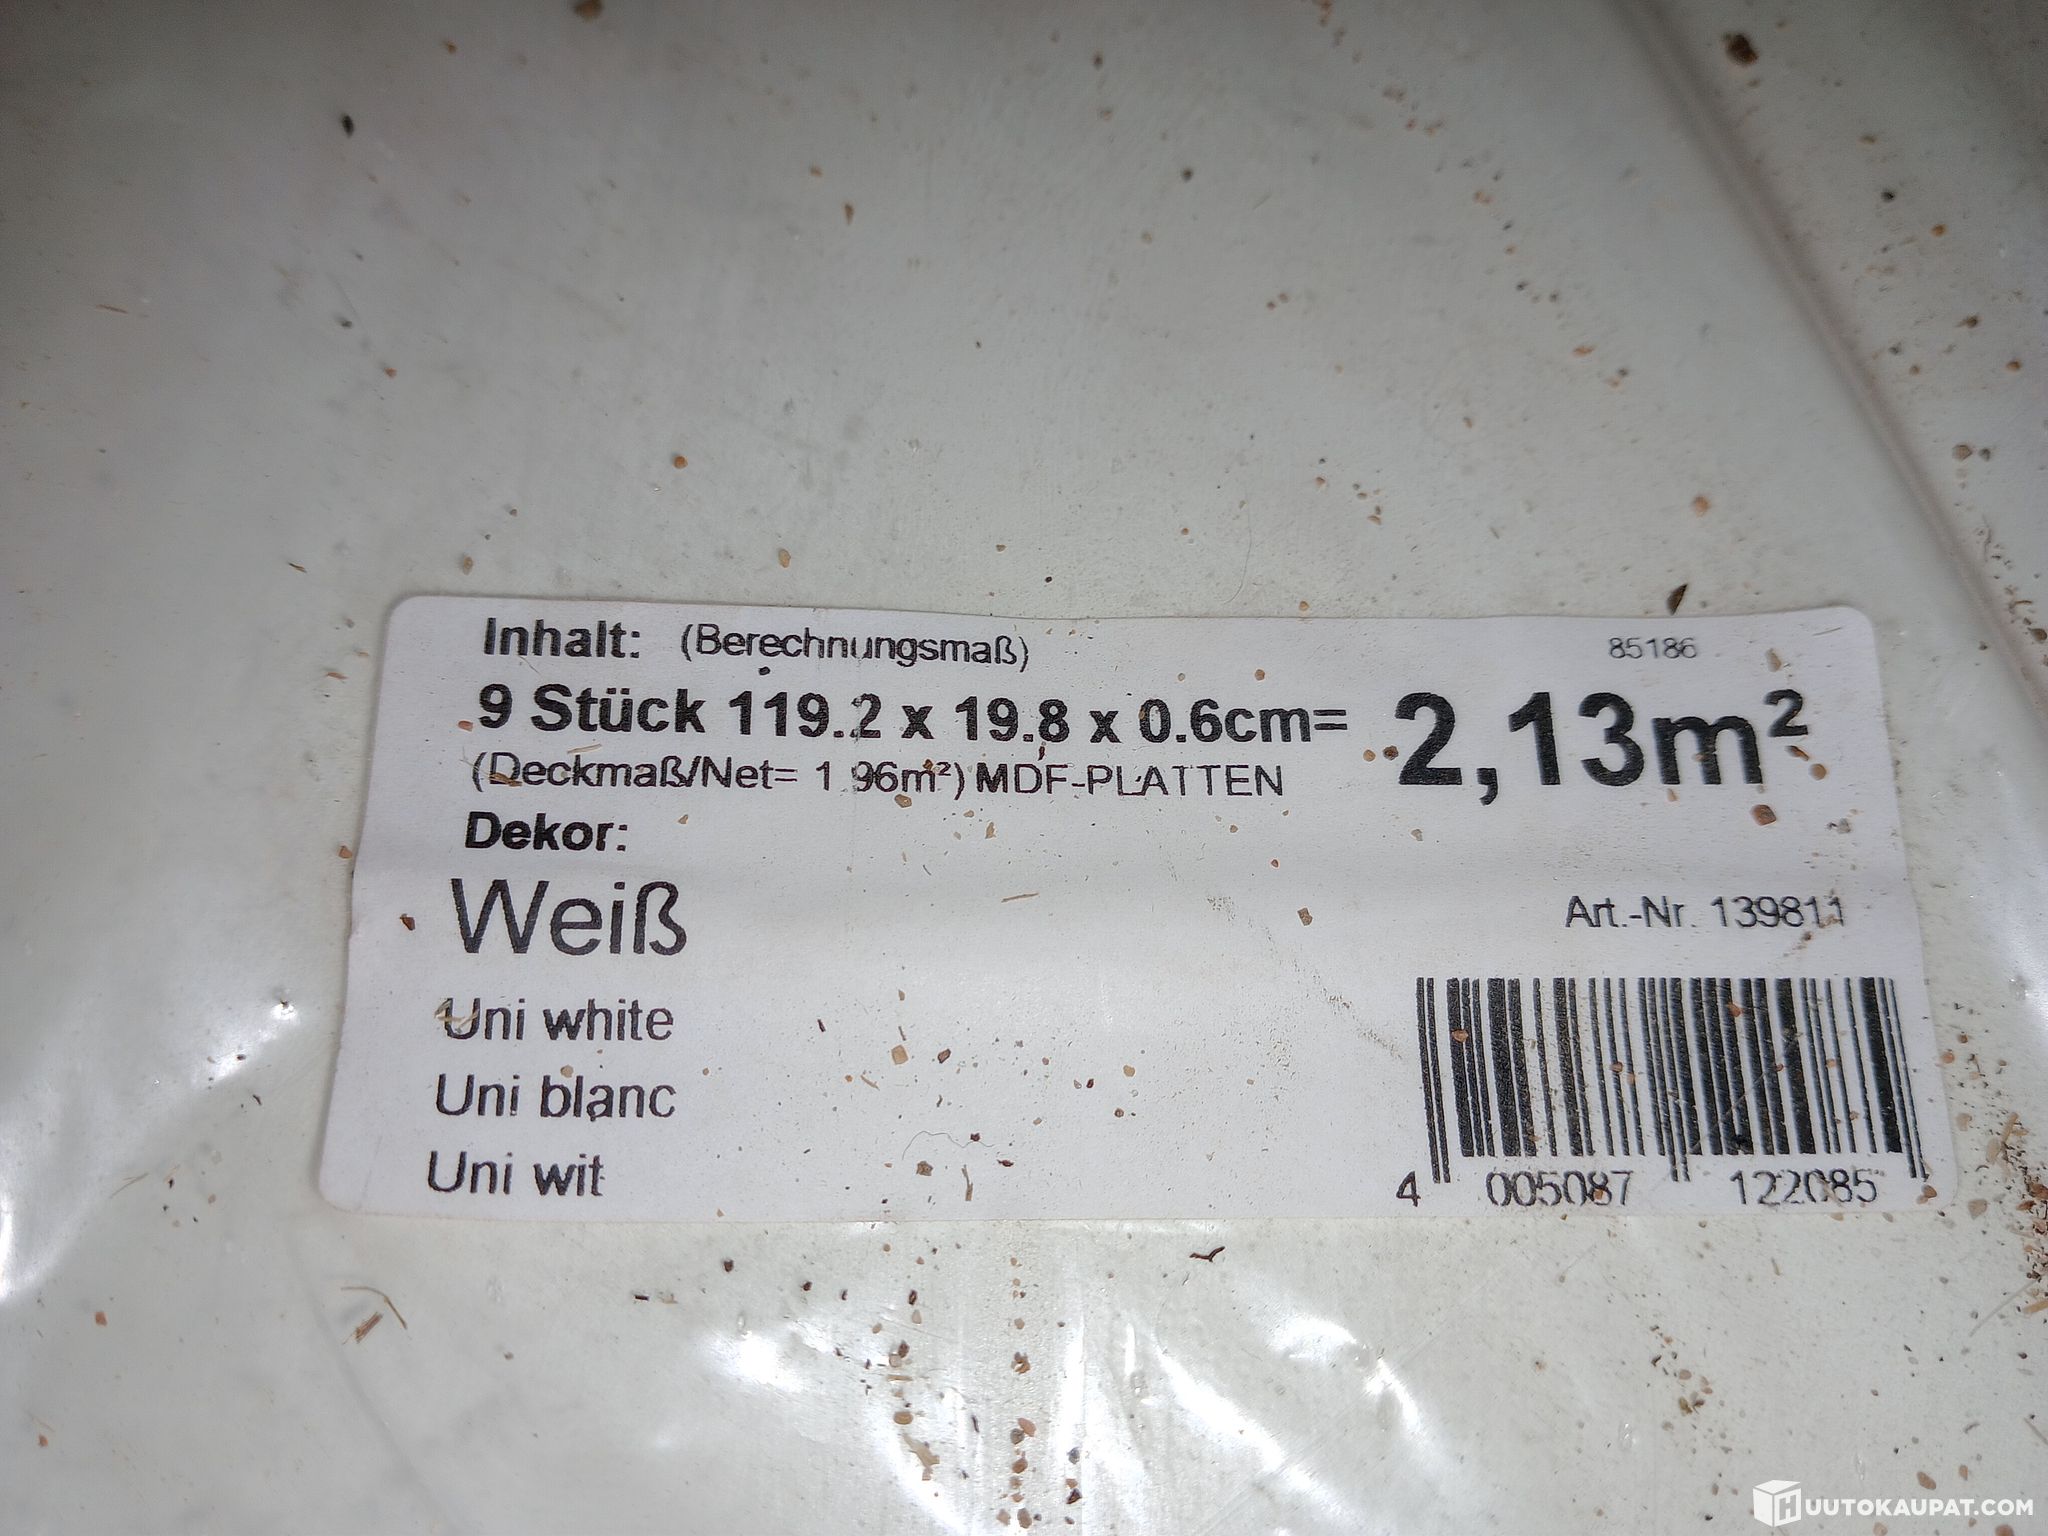 Inhalt: (Berechnungsmaß) 85186
9 Stück 119.2 x 19.8 x 0.6cm= 2,13m²
(Deckmaß/Net= 1.96m²) MDF-PLATTEN
Dekor:
Weiß
Art.-Nr. 139811
Uni white
Uni blanc
Uni wit
4 005087 122085
HUUTOKAUPAT.COM